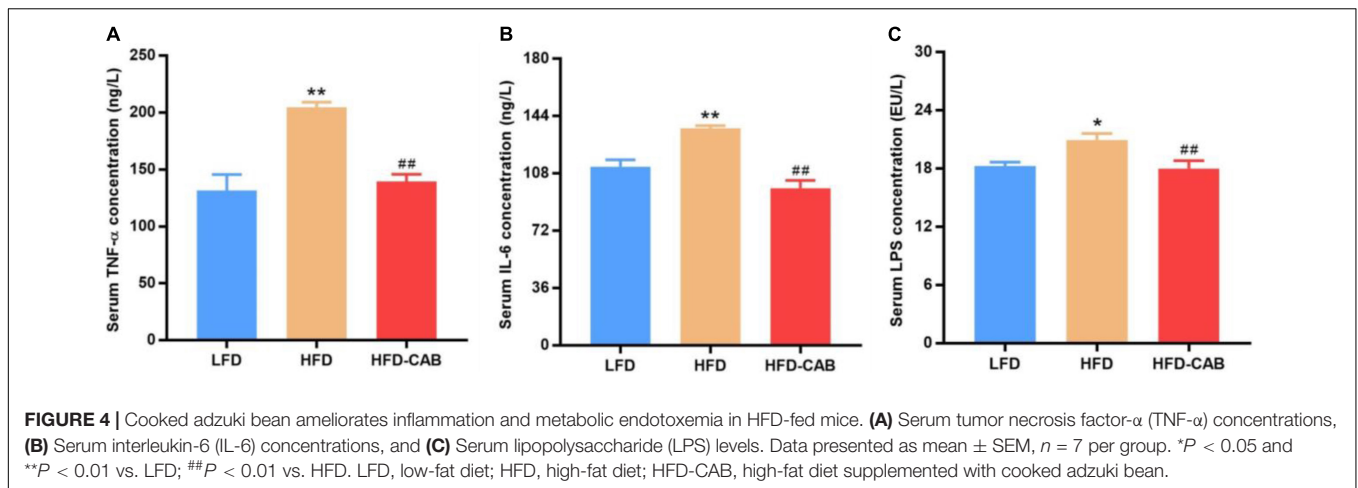 A
Serum TNF-α concentration (ng/L)
250
200
150
100
50
0
**
##
LFD
HFD
HFD-CAB
B
Serum IL-6 concentration (ng/L)
180
144
108
72
36
0
**
##
LFD
HFD
HFD-CAB
C
Serum LPS concentration (EU/L)
30
24
18
12
6
0
*
##
LFD
HFD
HFD-CAB
FIGURE 4 | Cooked adzuki bean ameliorates inflammation and metabolic endotoxemia in HFD-fed mice. (A) Serum tumor necrosis factor-α (TNF-α) concentrations,
(B) Serum interleukin-6 (IL-6) concentrations, and (C) Serum lipopolysaccharide (LPS) levels. Data presented as mean ± SEM, n = 7 per group. *P < 0.05 and
**P < 0.01 vs. LFD; ##P < 0.01 vs. HFD. LFD, low-fat diet; HFD, high-fat diet; HFD-CAB, high-fat diet supplemented with cooked adzuki bean.